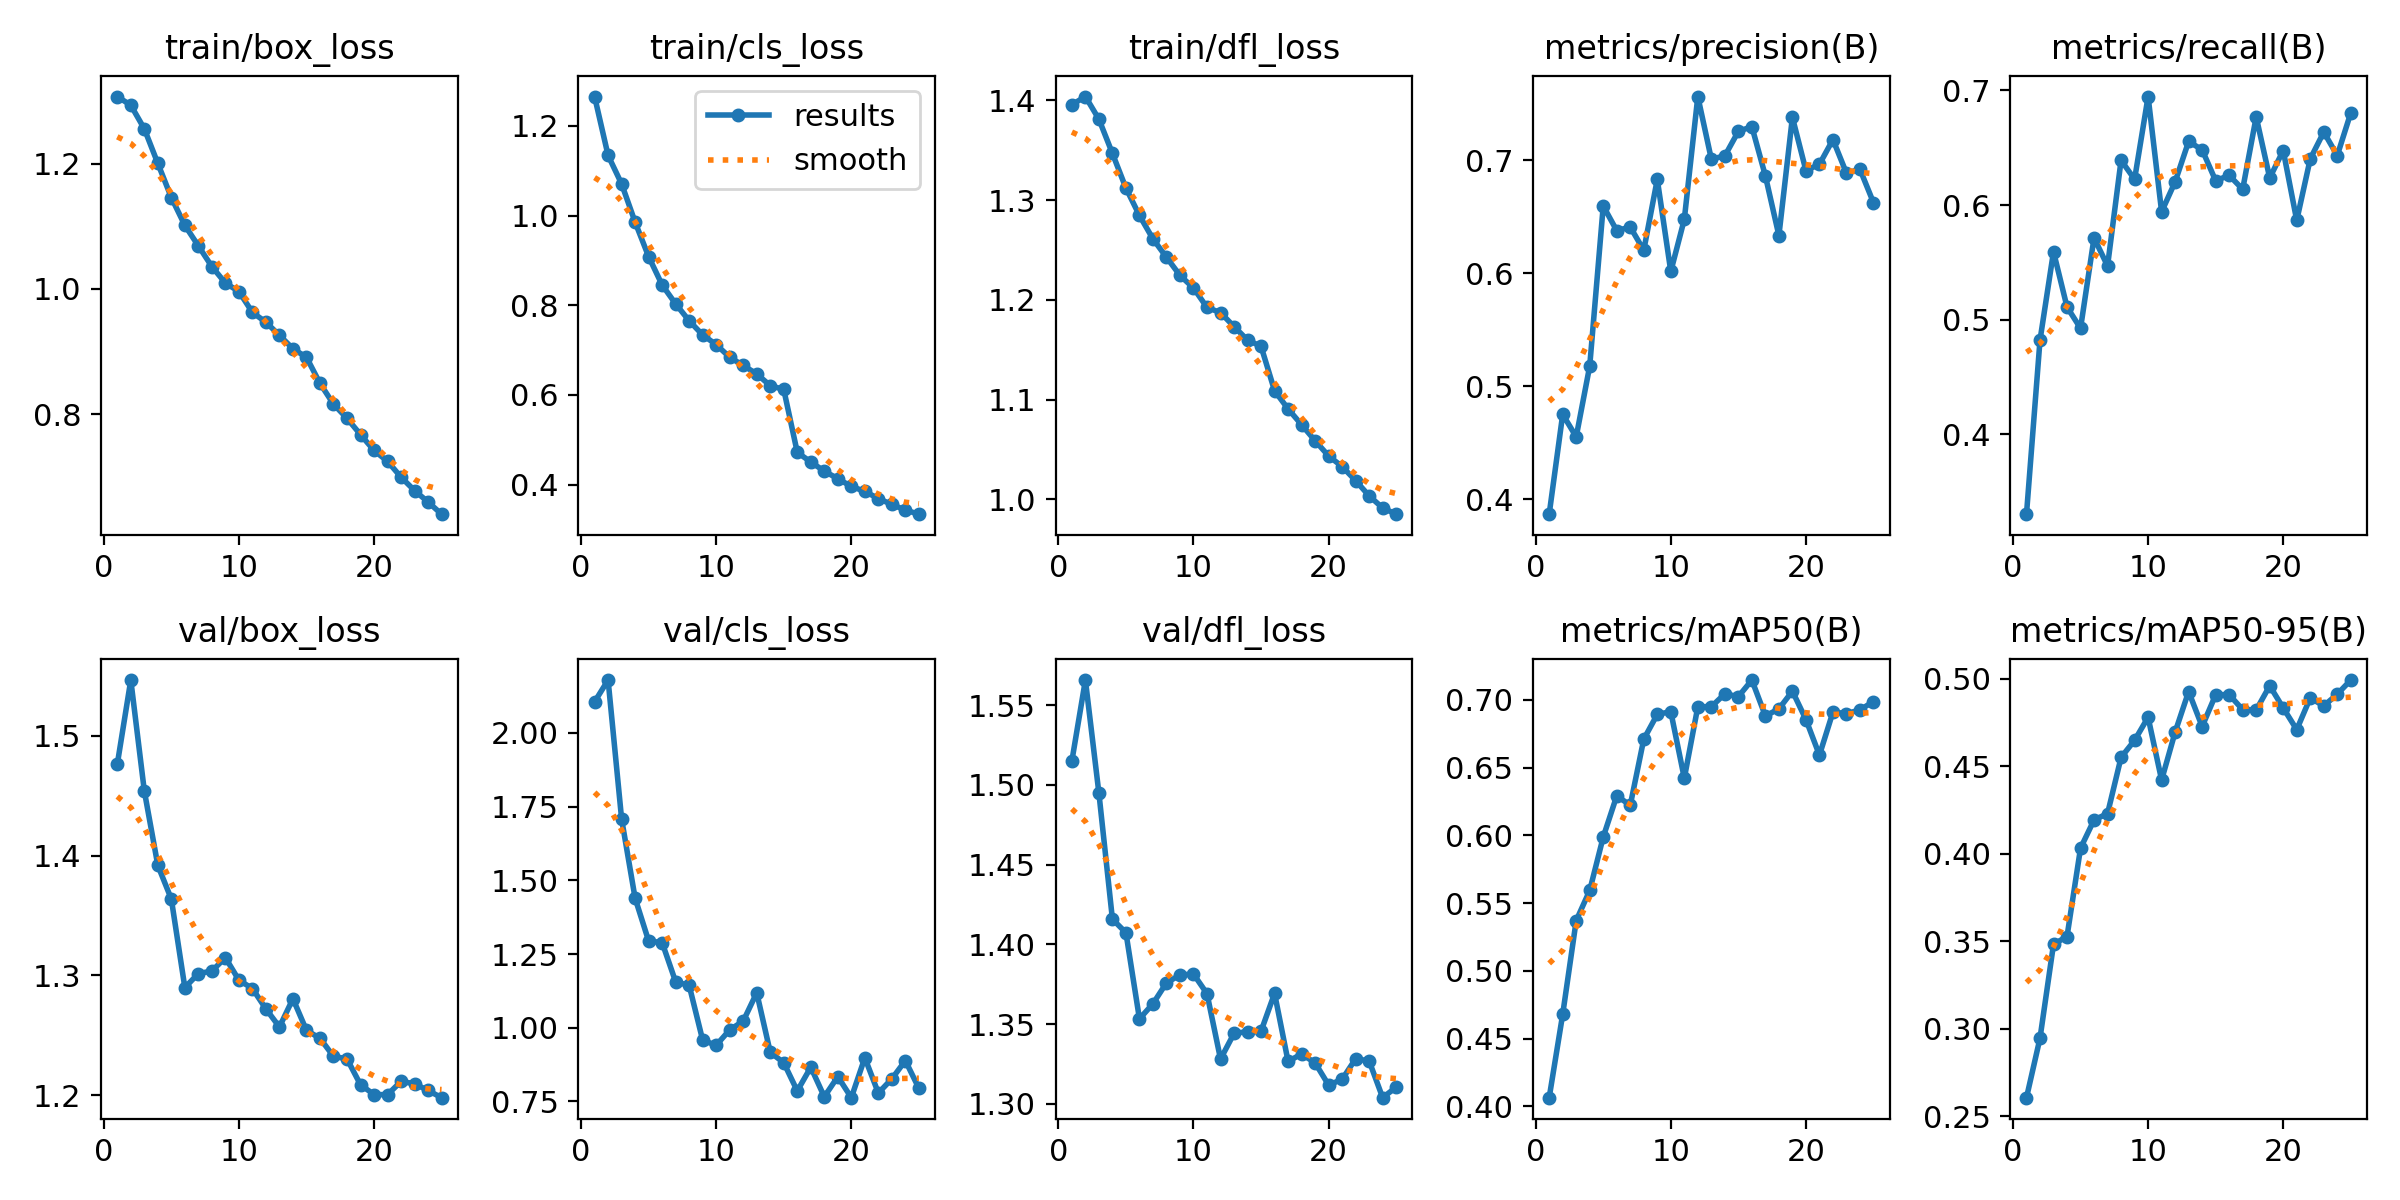 train/box_loss
1.2
1.0
0.8
0 10 20
train/cls_loss
results
smooth
1.2
1.0
0.8
0.6
0.4
0 10 20
train/dfl_loss
1.4
1.3
1.2
1.1
1.0
0 10 20
metrics/precision(B)
0.7
0.6
0.5
0.4
0 10 20
metrics/recall(B)
0.7
0.6
0.5
0.4
0 10 20
val/box_loss
1.5
1.4
1.3
1.2
0 10 20
val/cls_loss
2.00
1.75
1.50
1.25
1.00
0.75
0 10 20
val/dfl_loss
1.55
1.50
1.45
1.40
1.35
1.30
0 10 20
metrics/mAP50(B)
0.70
0.65
0.60
0.55
0.50
0.45
0.40
0 10 20
metrics/mAP50-95(B)
0.50
0.45
0.40
0.35
0.30
0.25
0 10 20